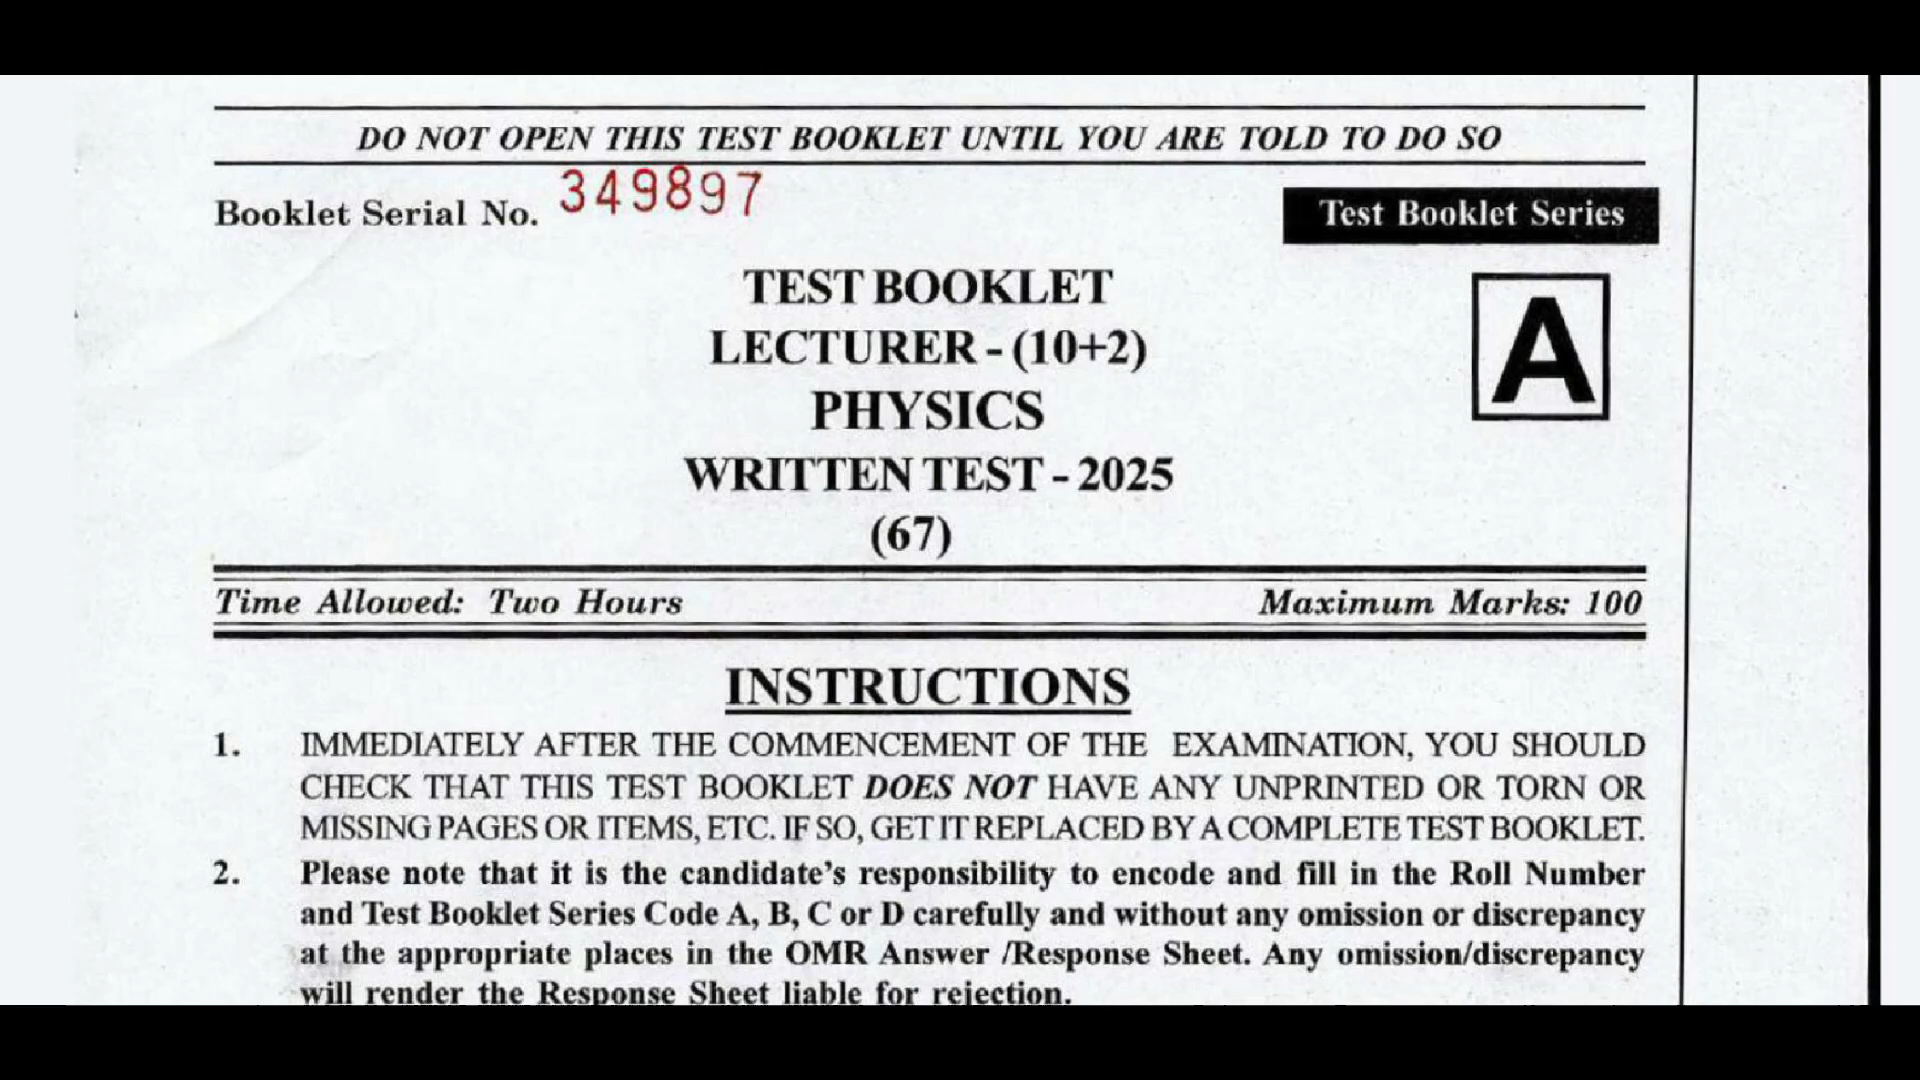 DO NOT OPEN THIS TEST BOOKLET UNTIL YOU ARE TOLD TO DO SO
Booklet Serial No. 349897
Test Booklet Series
A
TEST BOOKLET
LECTURER - (10+2)
PHYSICS
WRITTEN TEST - 2025
(67)
Time Allowed: Two Hours
Maximum Marks: 100
INSTRUCTIONS
1. IMMEDIATELY AFTER THE COMMENCEMENT OF THE EXAMINATION, YOU SHOULD
CHECK THAT THIS TEST BOOKLET DOES NOT HAVE ANY UNPRINTED OR TORN OR
MISSING PAGES OR ITEMS, ETC. IF SO, GET IT REPLACED BY A COMPLETE TEST BOOKLET.
2. Please note that it is the candidate's responsibility to encode and fill in the Roll Number
and Test Booklet Series Code A, B, C or D carefully and without any omission or discrepancy
at the appropriate places in the OMR Answer /Response Sheet. Any omission/discrepancy
will render the Response Sheet liable for rejection.